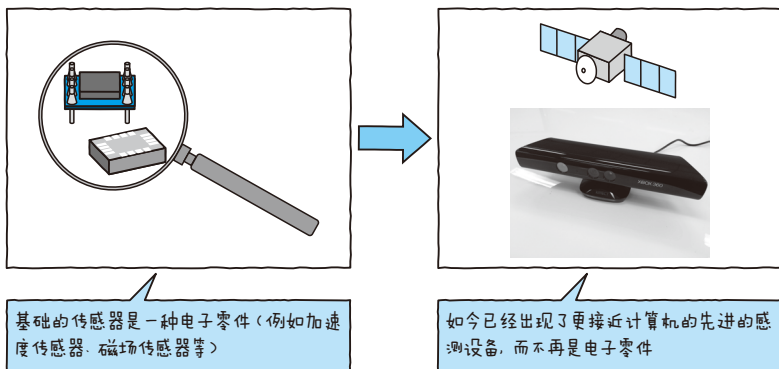 XBOX 360
基础的传感器是一种电子零件(例如加速
度传感器、磁场传感器等)
如今已经出现了更接近计算机的先进的感
测设备,而不再是电子零件